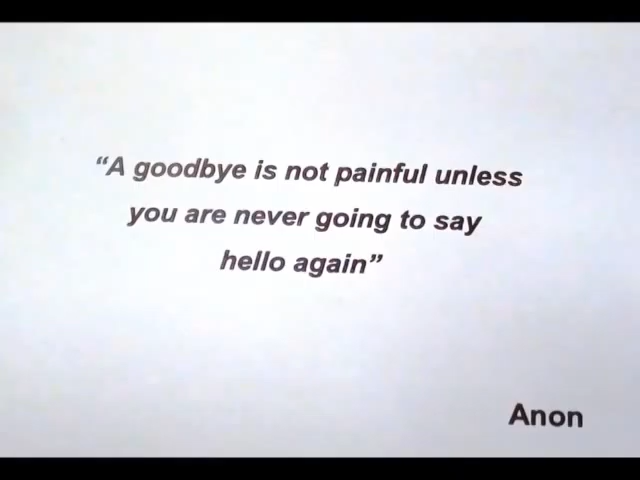 “A goodbye is not painful unless
you are never going to say
hello again”
Anon